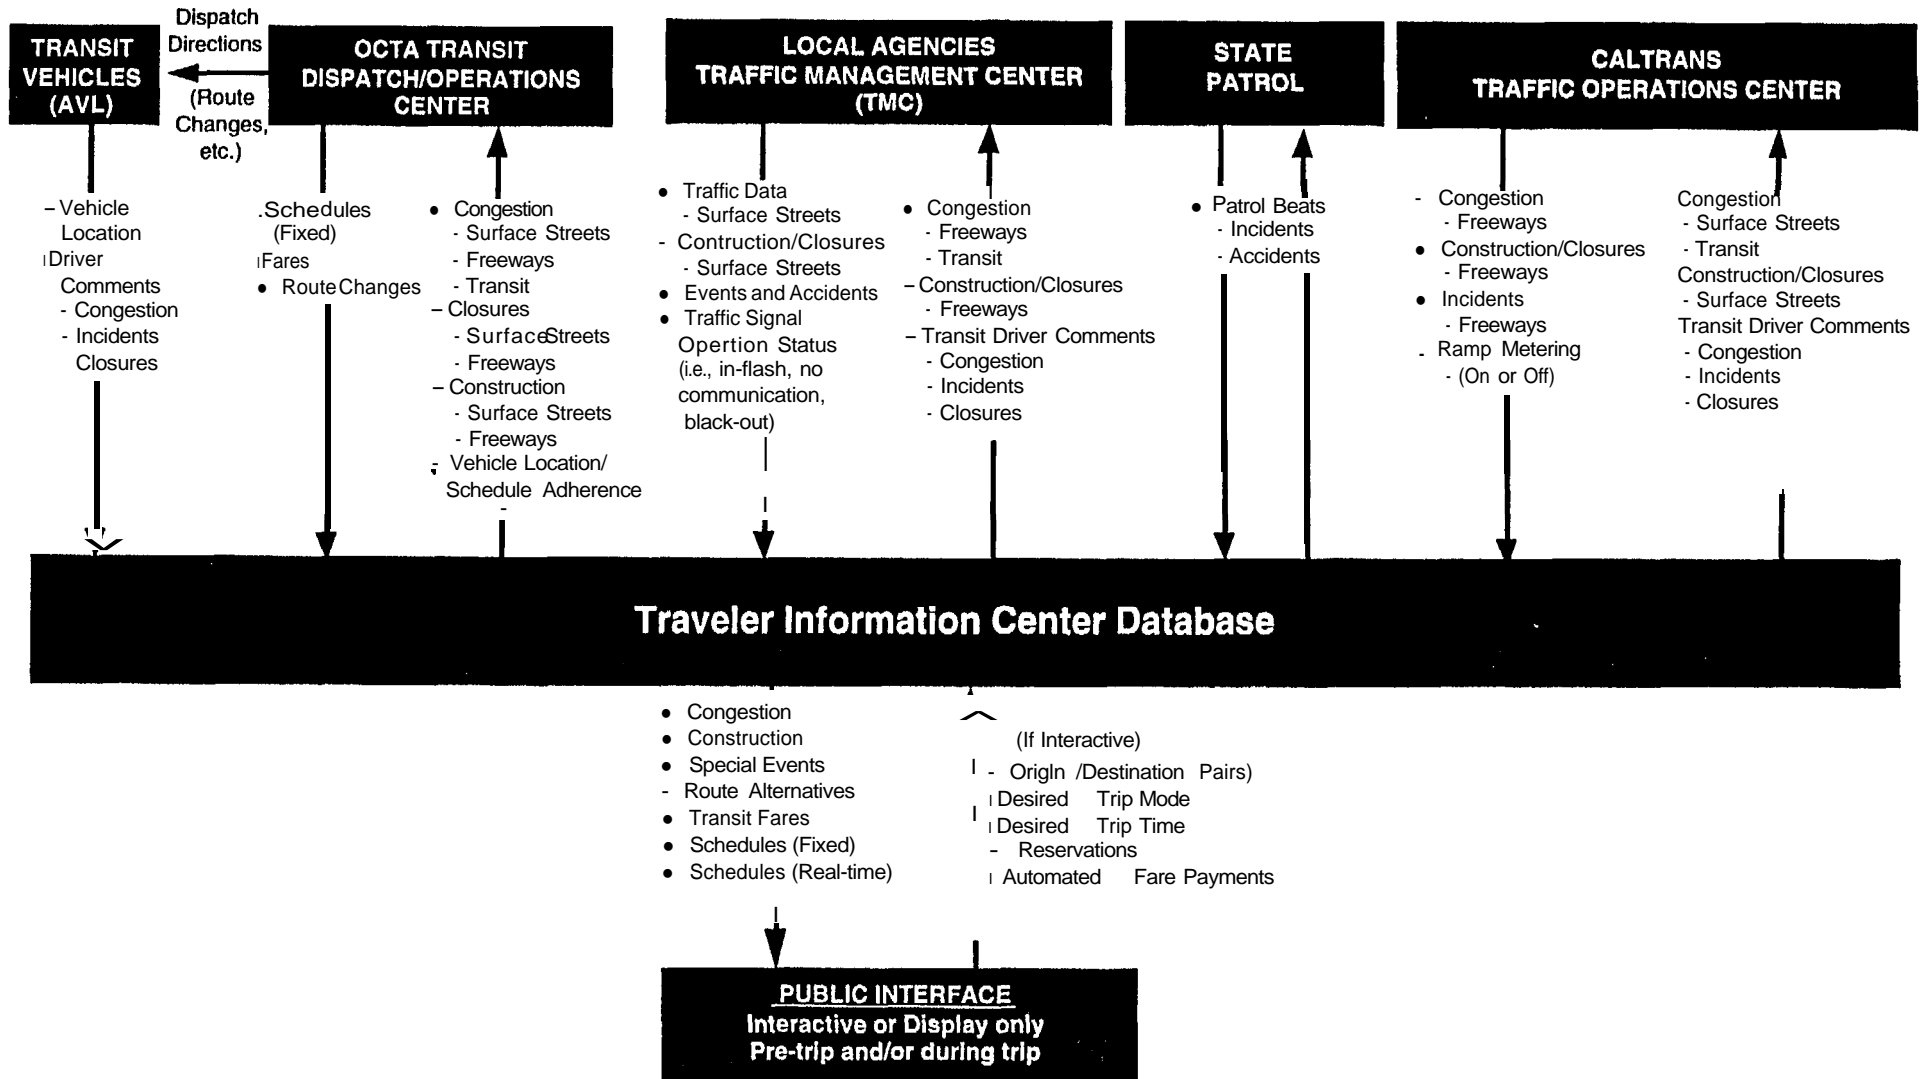 TRANSIT
VEHICLES
(AVL)
Dispatch
Directions
(Route
Changes,
etc.)
OCTA TRANSIT
DISPATCH/OPERATIONS
CENTER
LOCAL AGENCIES
TRAFFIC MANAGEMENT CENTER
(TMC)
STATE
PATROL
CALTRANS
TRAFFIC OPERATIONS CENTER
– Vehicle
Location
Driver
Comments
- Congestion
- Incidents
Closures
.Schedules
(Fixed)
Fares
● Route Changes
● Congestion
- Surface Streets
- Freeways
- Transit
– Closures
- Surface Streets
- Freeways
– Construction
- Surface Streets
- Freeways
- Vehicle Location/
Schedule Adherence
● Traffic Data
- Surface Streets
- Contruction/Closures
- Surface Streets
● Events and Accidents
● Traffic Signal
Opertion Status
(i.e., in-flash, no
communication,
black-out)
● Congestion
- Freeways
- Transit
– Construction/Closures
- Freeways
– Transit Driver Comments
- Congestion
- Incidents
- Closures
● Patrol Beats
- Incidents
- Accidents
- Congestion
- Freeways
● Construction/Closures
- Freeways
● Incidents
- Freeways
- Ramp Metering
- (On or Off)
Congestion
- Surface Streets
- Transit
Construction/Closures
- Surface Streets
Transit Driver Comments
- Congestion
- Incidents
- Closures
Traveler Information Center Database
● Congestion
● Construction
● Special Events
- Route Alternatives
● Transit Fares
● Schedules (Fixed)
● Schedules (Real-time)
(If Interactive)
- OrigIn /Destination Pairs)
Desired Trip Mode
Desired Trip Time
– Reservations
Automated Fare Payments
PUBLIC INTERFACE
Interactive or Display only
Pre-trip and/or during trip